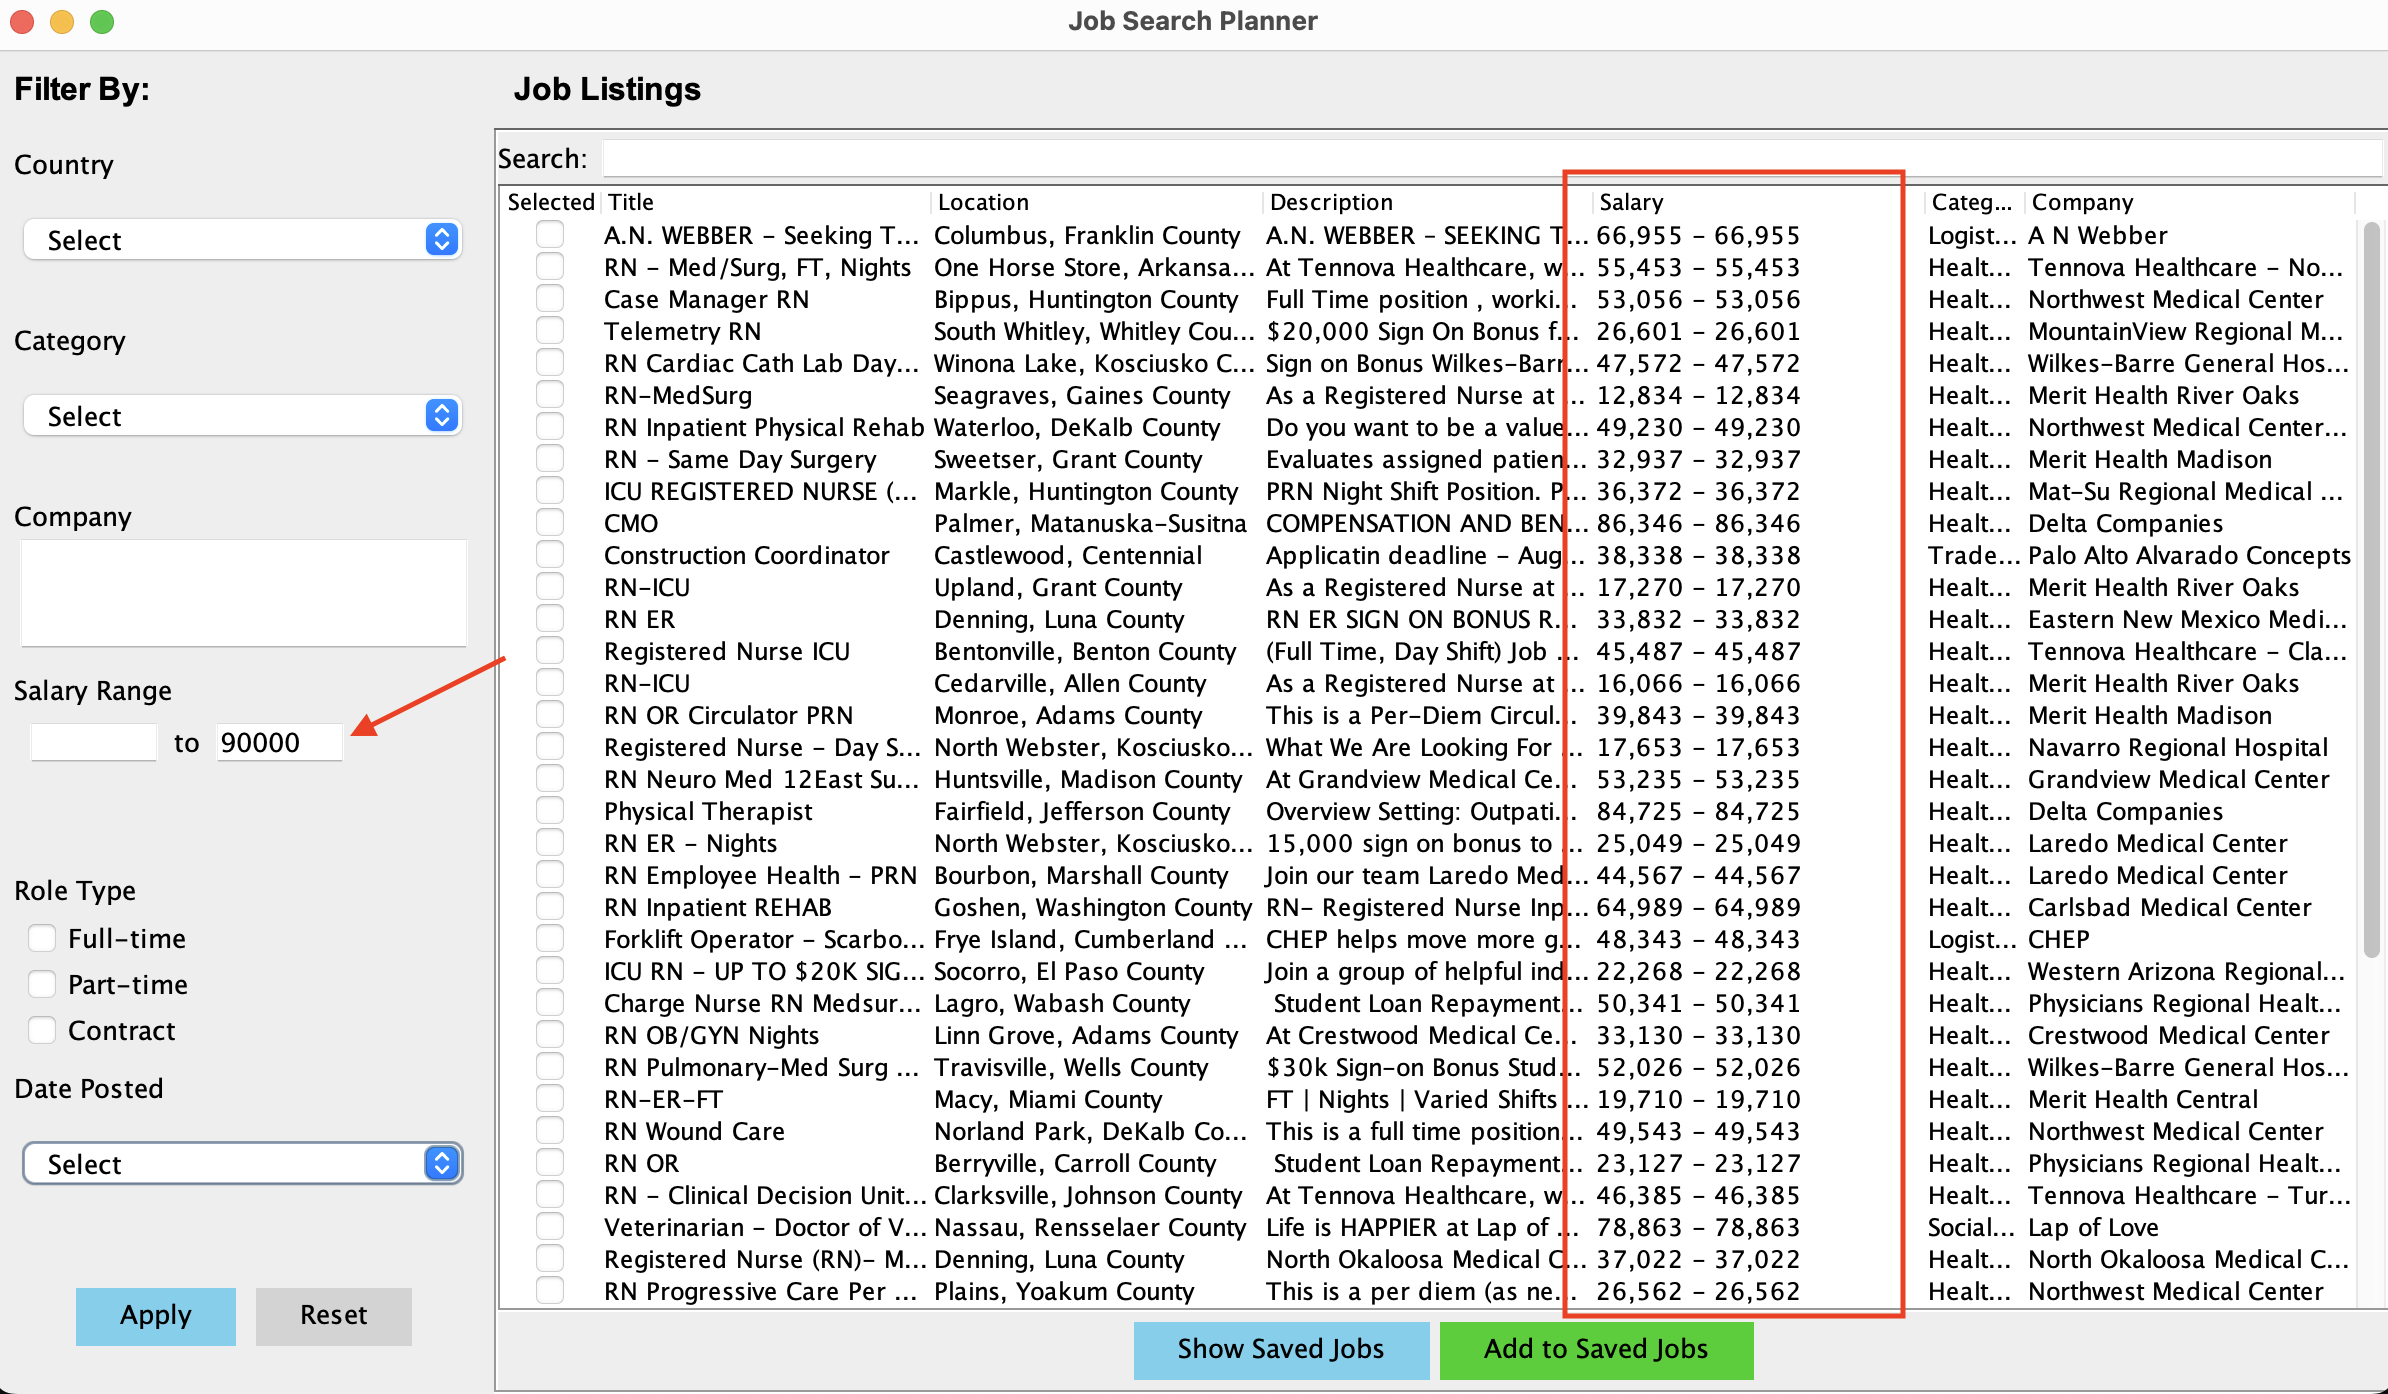 Job Search Planner
Filter By:
Country
Select
Category
Select
Company
Salary Range
to 90000
Role Type
Full-time
Part-time
Contract
Date Posted
Select
Apply Reset
Job Listings
Search:
Selected Title Location Description Salary Categ... Company
A.N. WEBBER - Seeking T... Columbus, Franklin County A.N. WEBBER - SEEKING T... 66,955 - 66,955 Logist... A N Webber
RN - Med/Surg, FT, Nights One Horse Store, Arkansa... At Tennova Healthcare, w... 55,453 - 55,453 Healt... Tennova Healthcare - No...
Case Manager RN Bippus, Huntington County Full Time position , worki... 53,056 - 53,056 Healt... Northwest Medical Center
Telemetry RN South Whitley, Whitley Cou... $20,000 Sign On Bonus f... 26,601 - 26,601 Healt... MountainView Regional M...
RN Cardiac Cath Lab Day... Winona Lake, Kosciusko C... Sign on Bonus Wilkes-Barr... 47,572 - 47,572 Healt... Wilkes-Barre General Hos...
RN-MedSurg Seagraves, Gaines County As a Registered Nurse at ... 12,834 - 12,834 Healt... Merit Health River Oaks
RN Inpatient Physical Rehab Waterloo, DeKalb County Do you want to be a value... 49,230 - 49,230 Healt... Northwest Medical Center...
RN - Same Day Surgery Sweetser, Grant County Evaluates assigned patien... 32,937 - 32,937 Healt... Merit Health Madison
ICU REGISTERED NURSE (... Markle, Huntington County PRN Night Shift Position. P... 36,372 - 36,372 Healt... Mat-Su Regional Medical ...
CMO Palmer, Matanuska-Susitna COMPENSATION AND BEN... 86,346 - 86,346 Healt... Delta Companies
Construction Coordinator Castlewood, Centennial Applicatin deadline - Aug... 38,338 - 38,338 Trade... Palo Alto Alvarado Concepts
RN-ICU Upland, Grant County As a Registered Nurse at ... 17,270 - 17,270 Healt... Merit Health River Oaks
RN ER Denning, Luna County RN ER SIGN ON BONUS R... 33,832 - 33,832 Healt... Eastern New Mexico Medi...
Registered Nurse ICU Bentonville, Benton County (Full Time, Day Shift) Job ... 45,487 - 45,487 Healt... Tennova Healthcare - Cla...
RN-ICU Cedarville, Allen County As a Registered Nurse at ... 16,066 - 16,066 Healt... Merit Health River Oaks
RN OR Circulator PRN Monroe, Adams County This is a Per-Diem Circul... 39,843 - 39,843 Healt... Merit Health Madison
Registered Nurse - Day S... North Webster, Kosciusko... What We Are Looking For ... 17,653 - 17,653 Healt... Navarro Regional Hospital
RN Neuro Med 12East Su... Huntsville, Madison County At Grandview Medical Ce... 53,235 - 53,235 Healt... Grandview Medical Center
Physical Therapist Fairfield, Jefferson County Overview Setting: Outpati... 84,725 - 84,725 Healt... Delta Companies
RN ER - Nights North Webster, Kosciusko... 15,000 sign on bonus to ... 25,049 - 25,049 Healt... Laredo Medical Center
RN Employee Health - PRN Bourbon, Marshall County Join our team Laredo Med... 44,567 - 44,567 Healt... Laredo Medical Center
RN Inpatient REHAB Goshen, Washington County RN- Registered Nurse Inp... 64,989 - 64,989 Healt... Carlsbad Medical Center
Forklift Operator - Scarbo... Frye Island, Cumberland ... CHEP helps move more g... 48,343 - 48,343 Logist... CHEP
ICU RN - UP TO $20K SIG... Socorro, El Paso County Join a group of helpful ind... 22,268 - 22,268 Healt... Western Arizona Regional...
Charge Nurse RN Medsur... Lagro, Wabash County Student Loan Repayment... 50,341 - 50,341 Healt... Physicians Regional Healt...
RN OB/GYN Nights Linn Grove, Adams County At Crestwood Medical Ce... 33,130 - 33,130 Healt... Crestwood Medical Center
RN Pulmonary-Med Surg ... Travisville, Wells County $30k Sign-on Bonus Stud... 52,026 - 52,026 Healt... Wilkes-Barre General Hos...
RN-ER-FT Macy, Miami County FT | Nights | Varied Shifts ... 19,710 - 19,710 Healt... Merit Health Central
RN Wound Care Norland Park, DeKalb Co... This is a full time position... 49,543 - 49,543 Healt... Northwest Medical Center
RN OR Berryville, Carroll County Student Loan Repayment... 23,127 - 23,127 Healt... Physicians Regional Healt...
RN - Clinical Decision Unit... Clarksville, Johnson County At Tennova Healthcare, w... 46,385 - 46,385 Healt... Tennova Healthcare - Tur...
Veterinarian - Doctor of V... Nassau, Rensselaer County Life is HAPPIER at Lap of ... 78,863 - 78,863 Social... Lap of Love
Registered Nurse (RN)- M... Denning, Luna County North Okaloosa Medical C... 37,022 - 37,022 Healt... North Okaloosa Medical C...
RN Progressive Care Per ... Plains, Yoakum County This is a per diem (as ne... 26,562 - 26,562 Healt... Northwest Medical Center
Show Saved Jobs Add to Saved Jobs